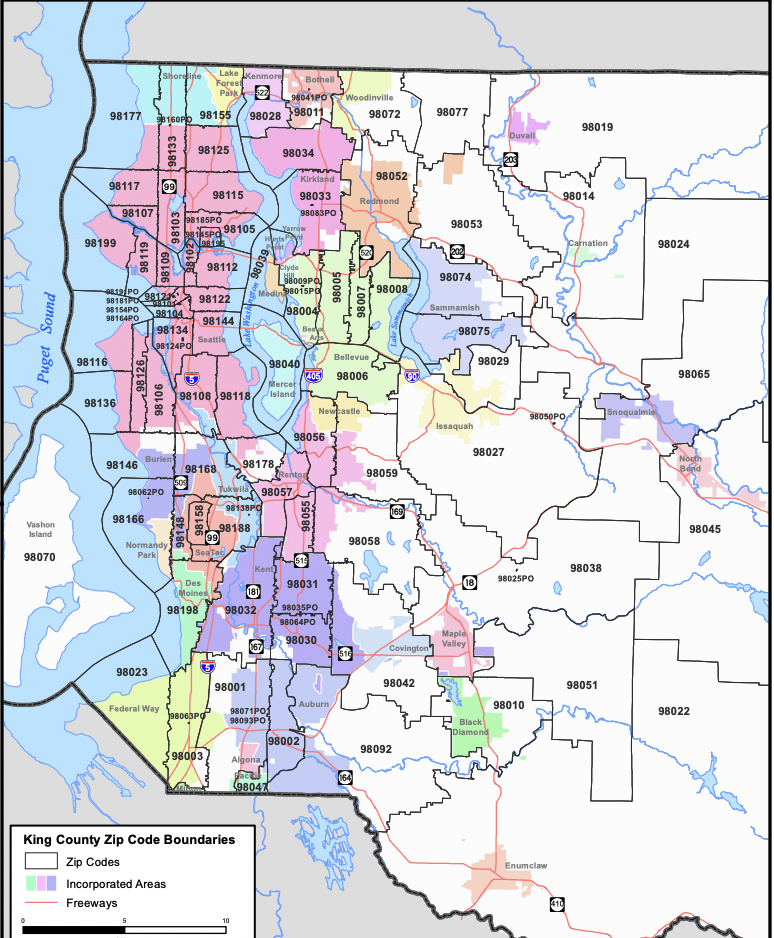 Shoreline
Lake
Forest
Park
Kenmore
Bothell
522
98041PO
Woodinville
98177
98160PO
98155
98028
98011
98072
98077
98019
Duvall
203
98133
98125
98034
98052
Kirkland
98117
99
98115
98033
98083PO
Redmond
98014
98107
98103
98185PO
98145PO
98195
98105
98053
98199
98119
98109
98102
98112
98039
Yarrow
Point
Hunts
Point
Clyde
Hill
98009PO
98015PO
Medina
98004
520
202
Carnation
98024
98005
98007
98008
98074
Sammamish
98191PO
98181PO
98154PO
98164PO
98121
98101
98104
98122
98144
98134
98124PO
Seattle
Puget Sound
Lake Washington
Lake Sammamish
Beaux
Arts
98075
98029
Bellevue
98006
98040
Mercer
Island
98116
98126
98106
5
98108
98118
405
90
98065
98136
Newcastle
Issaquah
98050PO
Snoqualmie
98056
98027
North
Bend
98146
Burien
98168
98178
Renton
98059
509
Tukwila
98062PO
98057
98166
98148
98158
98138PO
98188
98055
169
99
SeaTac
98058
98045
Vashon
Island
98070
Normandy
Park
Des
Moines
98198
Kent
515
181
98031
98032
98035PO
98064PO
98030
18
98025PO
98038
167
516
Covington
Maple
Valley
98023
5
98001
98042
98051
98022
98010
Federal Way
98063PO
98071PO
98093PO
Auburn
Black
Diamond
98003
98002
98092
Algona
Pacific
98047
Milton
164
Enumclaw
410
King County Zip Code Boundaries
Zip Codes
Incorporated Areas
Freeways
0
5
10